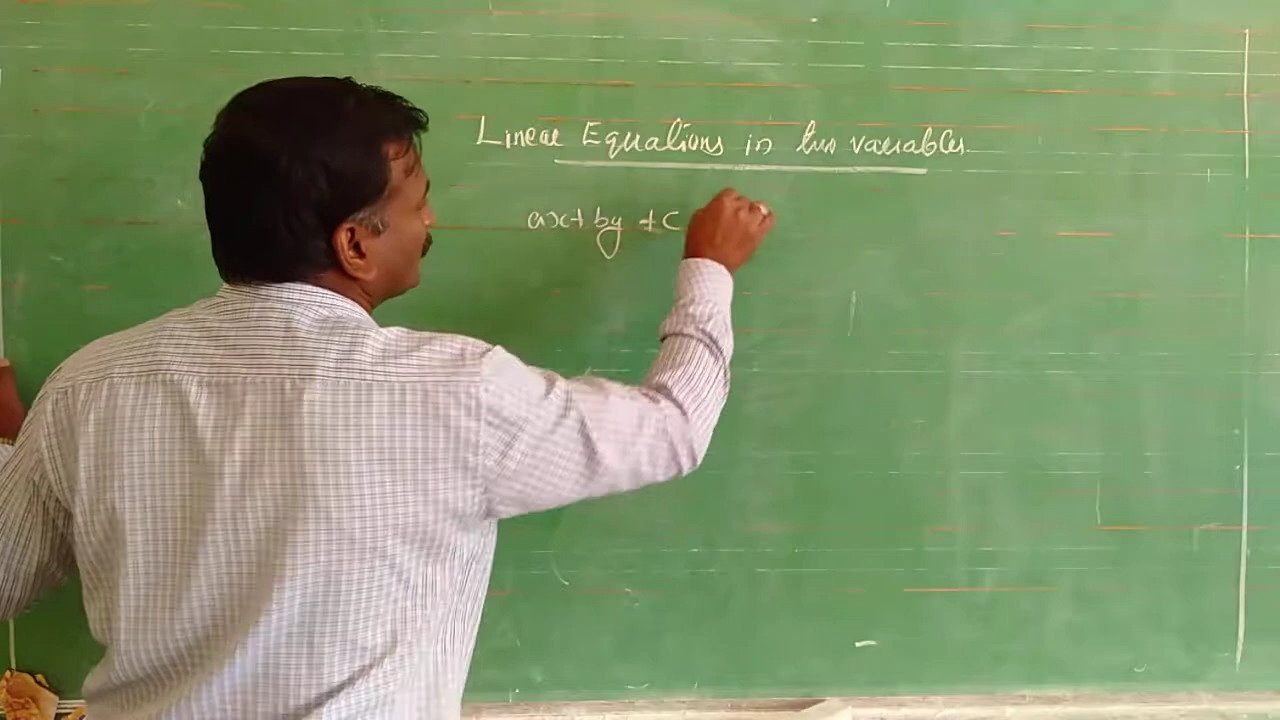 Linear Equations in two variables.
ax+ by + c